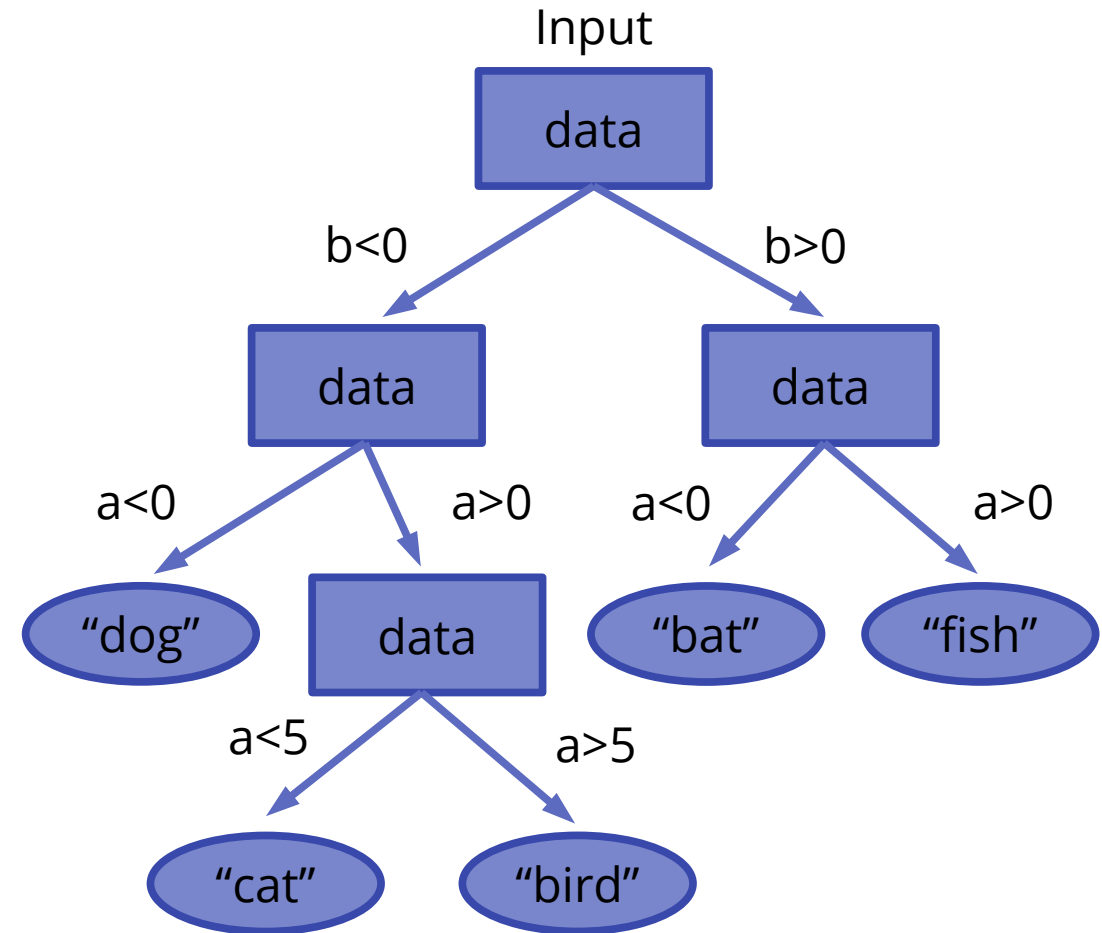 Input
data
b<0
b>0
data
data
a<0
a>0
a<0
a>0
“dog”
data
“bat”
“fish”
a<5
a>5
“cat”
“bird”